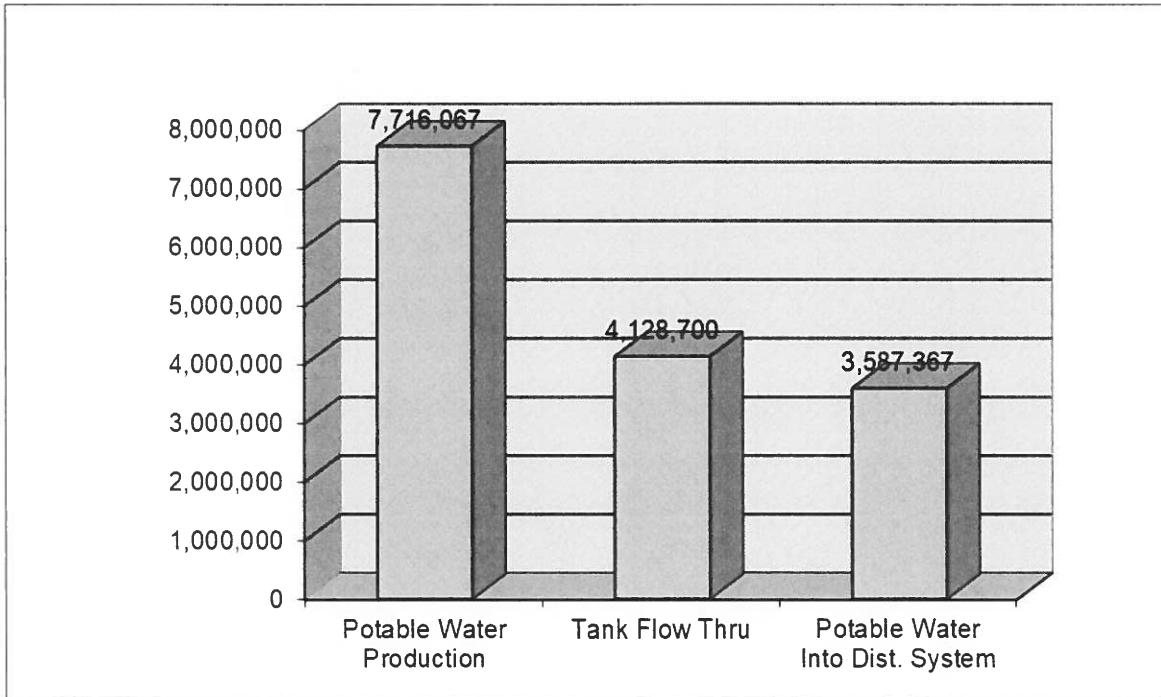 8,000,000
7,000,000
6,000,000
5,000,000
4,000,000
3,000,000
2,000,000
1,000,000
0
7,716,067
4,128,700
3,587,367
Potable Water
Production
Tank Flow Thru
Potable Water
Into Dist. System